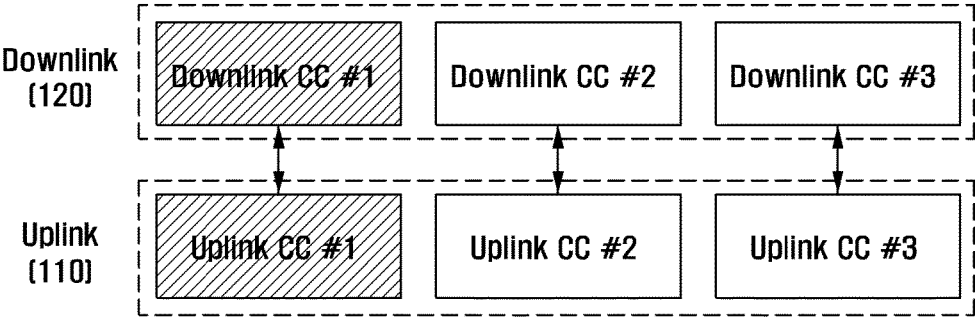 Downlink
(120)
Downlink CC #1
Downlink CC #2
Downlink CC #3
Uplink
(110)
Uplink CC #1
Uplink CC #2
Uplink CC #3